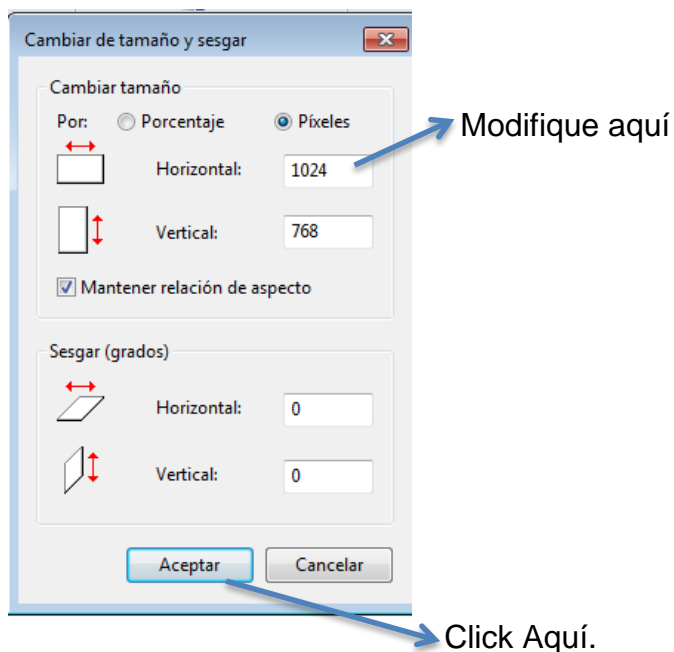 Cambiar de tamaño y sesgar
Cambiar tamaño
Por: Porcentaje Píxeles
Modifique aquí
Horizontal: 1024
Vertical: 768
Mantener relación de aspecto
Sesgar (grados)
Horizontal: 0
Vertical: 0
Aceptar Cancelar
Click Aquí.